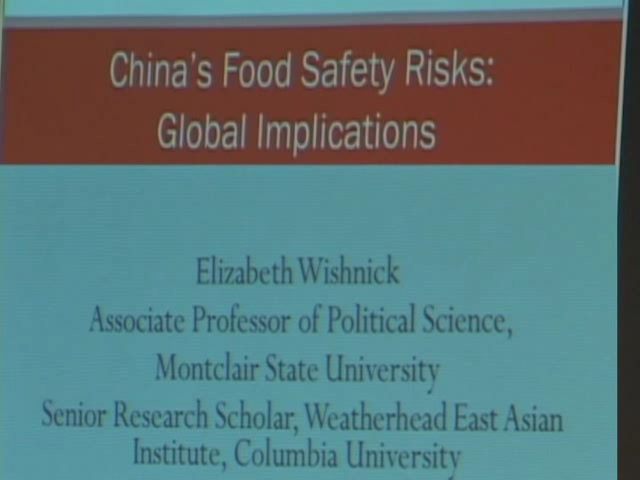 China's Food Safety Risks:
Global Implications
Elizabeth Wishnick
Associate Professor of Political Science,
Montclair State University
Senior Research Scholar, Weatherhead East Asian
Institute, Columbia University